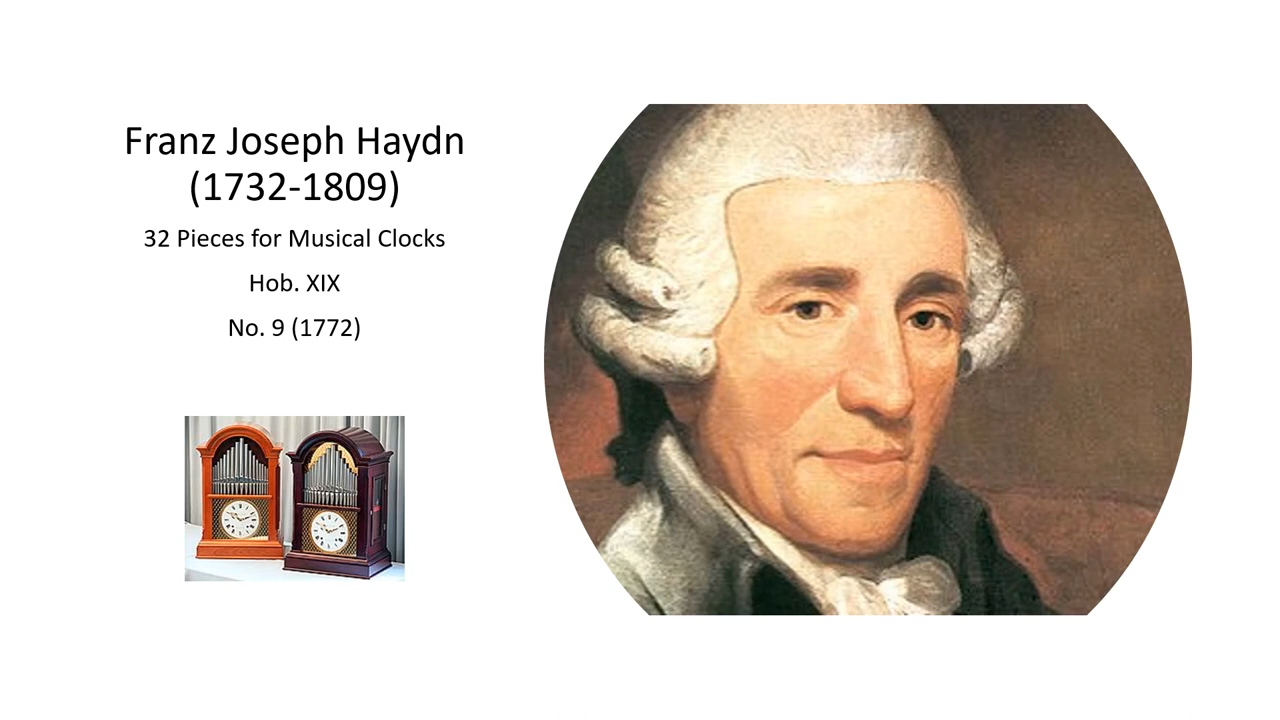 Franz Joseph Haydn
(1732-1809)
32 Pieces for Musical Clocks
Hob. XIX
No. 9 (1772)